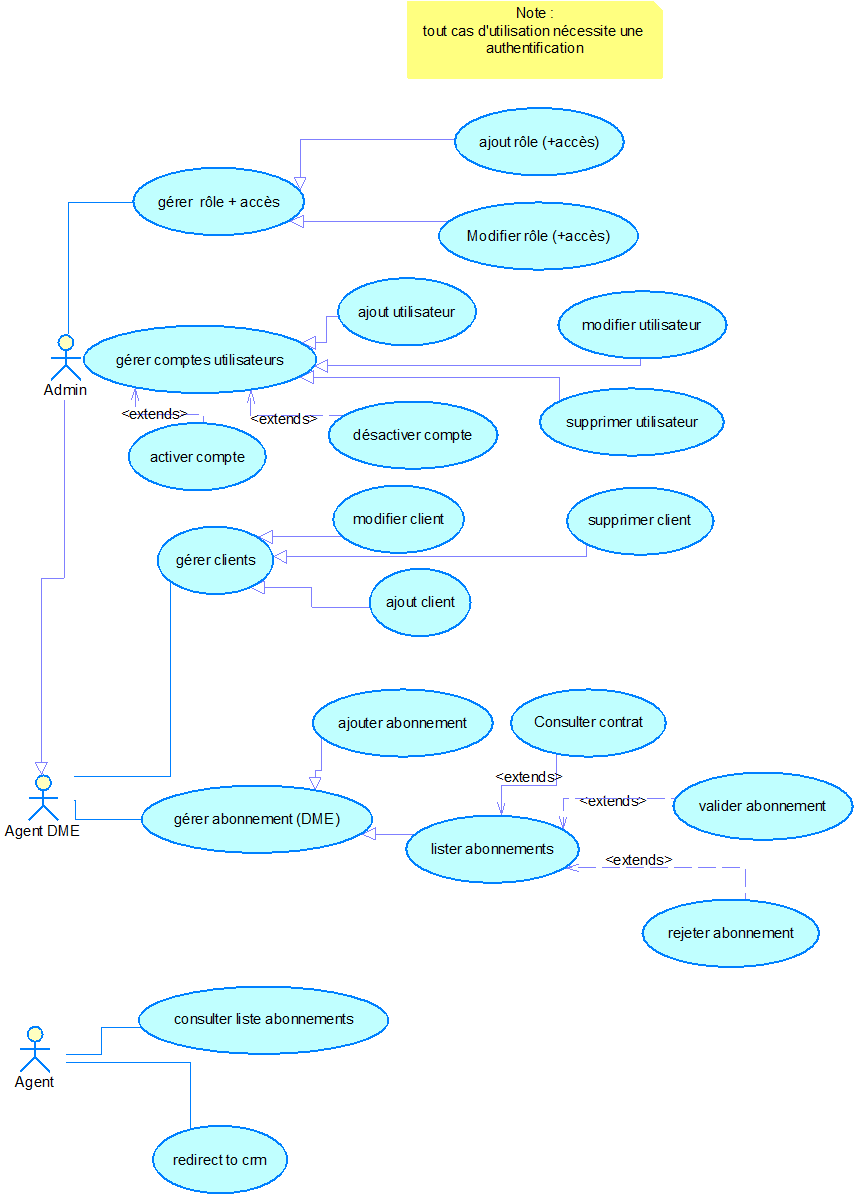 Note :
tout cas d'utilisation nécessite une
authentification
ajout rôle (+accès)
gérer  rôle + accès
Modifier rôle (+accès)
ajout utilisateur
modifier utilisateur
gérer comptes utilisateurs
Admin
<extends>
<extends>
supprimer utilisateur
désactiver compte
activer compte
modifier client
supprimer client
gérer clients
ajout client
ajouter abonnement
Consulter contrat
<extends>
<extends>
valider abonnement
gérer abonnement (DME)
Agent DME
lister abonnements
<extends>
rejeter abonnement
consulter liste abonnements
Agent
redirect to crm